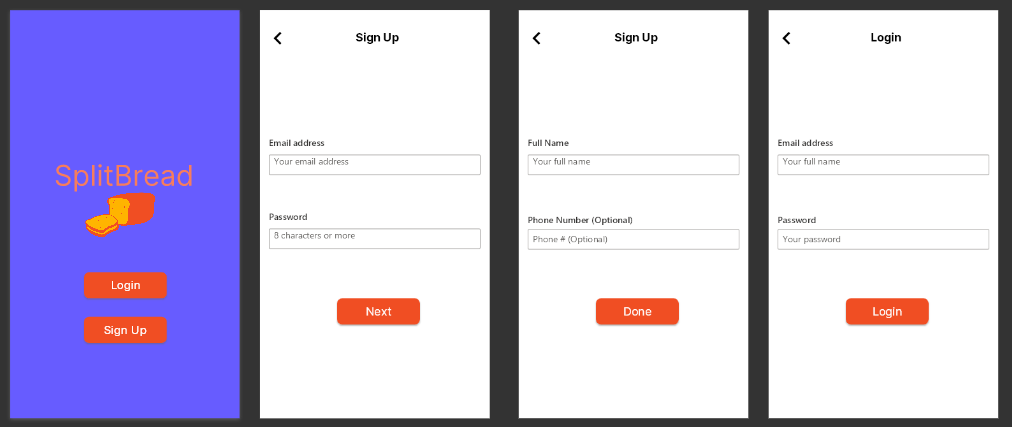 SplitBread
Login
Sign Up
Sign Up
Email address
Your email address
Password
8 characters or more
Next
Sign Up
Full Name
Your full name
Phone Number (Optional)
Phone # (Optional)
Done
Login
Email address
Your full name
Password
Your password
Login